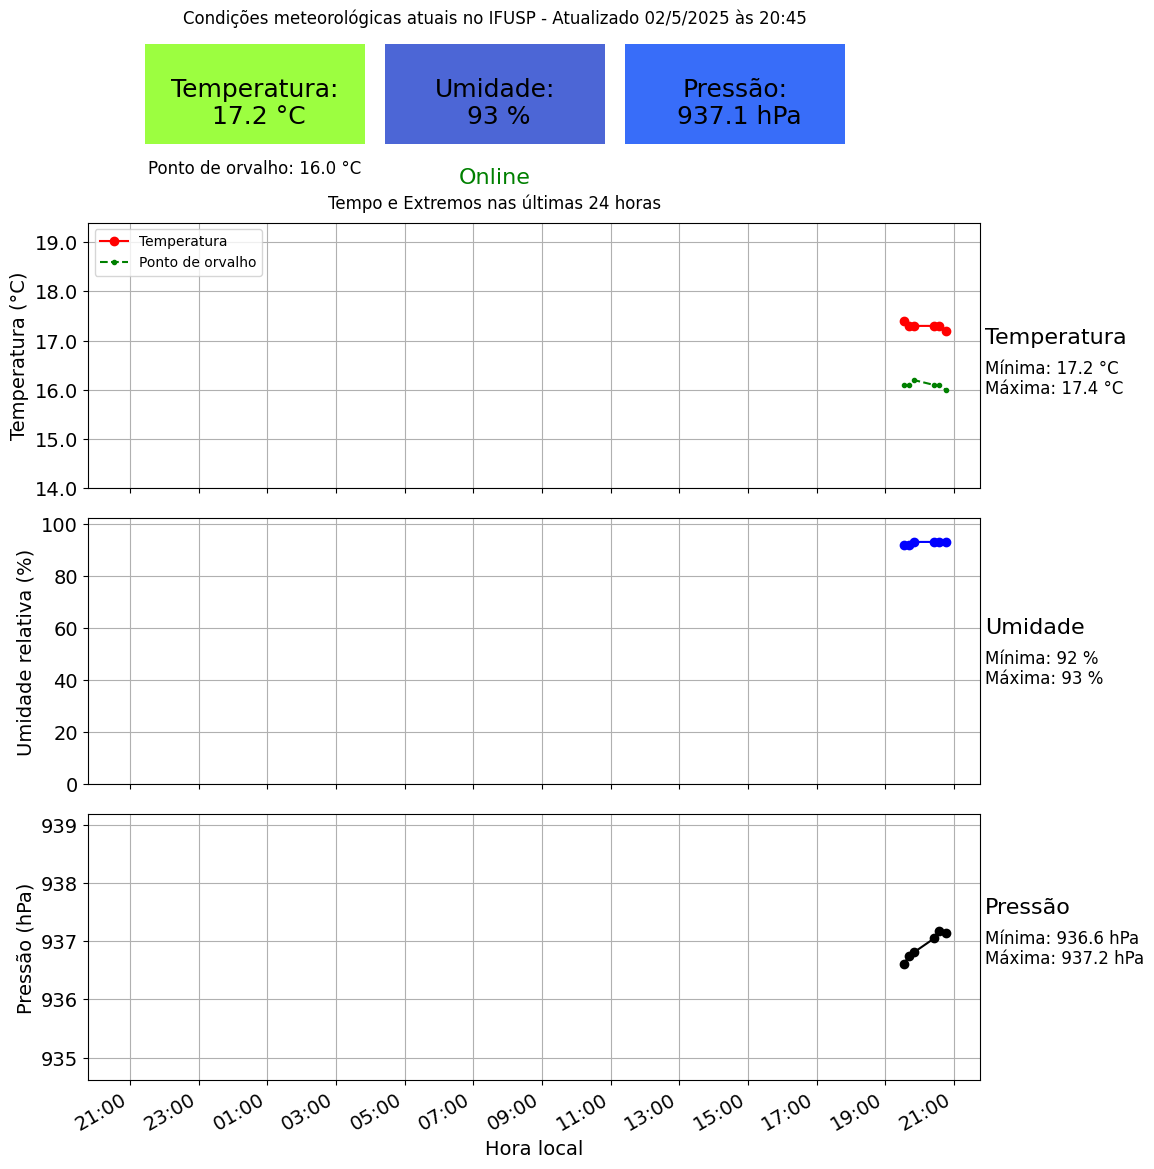 Condições meteorológicas atuais no IFUSP - Atualizado 02/5/2025 às 20:45
Temperatura:
17.2 °C
Umidade:
93 %
Pressão:
937.1 hPa
Ponto de orvalho: 16.0 °C
Online
Tempo e Extremos nas últimas 24 horas
Temperatura (°C)
19.0
18.0
17.0
16.0
15.0
14.0
Temperatura
Ponto de orvalho
Temperatura
Mínima: 17.2 °C
Máxima: 17.4 °C
Umidade relativa (%)
100
80
60
40
20
0
Umidade
Mínima: 92 %
Máxima: 93 %
Pressão (hPa)
939
938
937
936
935
Pressão
Mínima: 936.6 hPa
Máxima: 937.2 hPa
21:00 23:00 01:00 03:00 05:00 07:00 09:00 11:00 13:00 15:00 17:00 19:00 21:00
Hora local